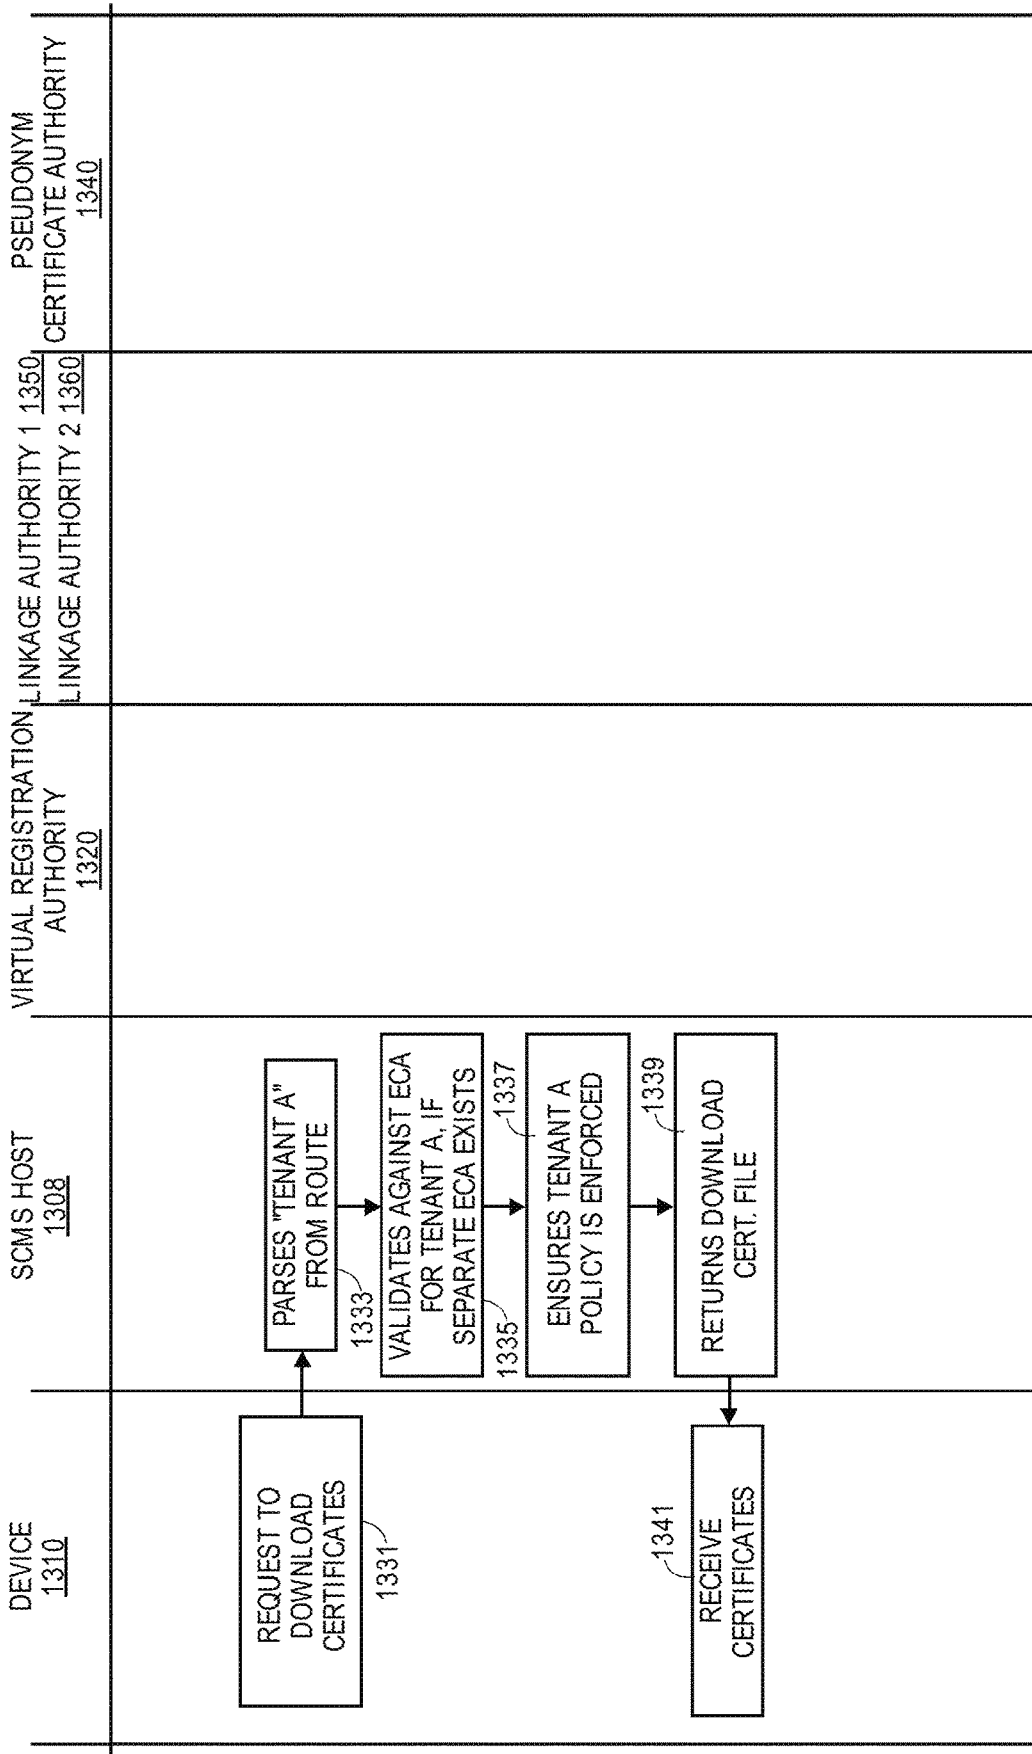 DEVICE
1310
SCMS HOST
1308
VIRTUAL REGISTRATION
AUTHORITY
1320
LINKAGE AUTHORITY 1 1350
LINKAGE AUTHORITY 2 1360
PSEUDONYM
CERTIFICATE AUTHORITY
1340
REQUEST TO
DOWNLOAD
CERTIFICATES
1331
PARSES "TENANT A"
FROM ROUTE
1333
VALIDATES AGAINST ECA
FOR TENANT A, IF
SEPARATE ECA EXISTS
1335
ENSURES TENANT A
POLICY IS ENFORCED
1337
RETURNS DOWNLOAD
CERT. FILE
1339
RECEIVE
CERTIFICATES
1341